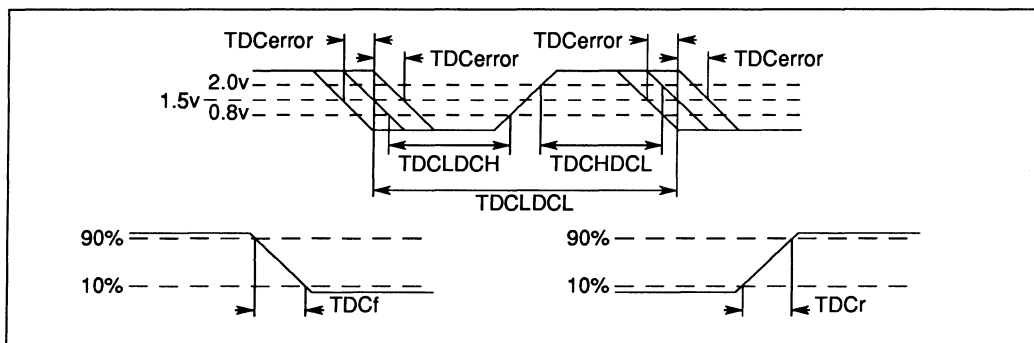 TDCerror TDCerror
TDCerror TDCerror
2.0v
1.5v
0.8v
TDCLDCH TDCHDCL
TDCLDCL
90% 90%
10% 10%
TDCf TDCr